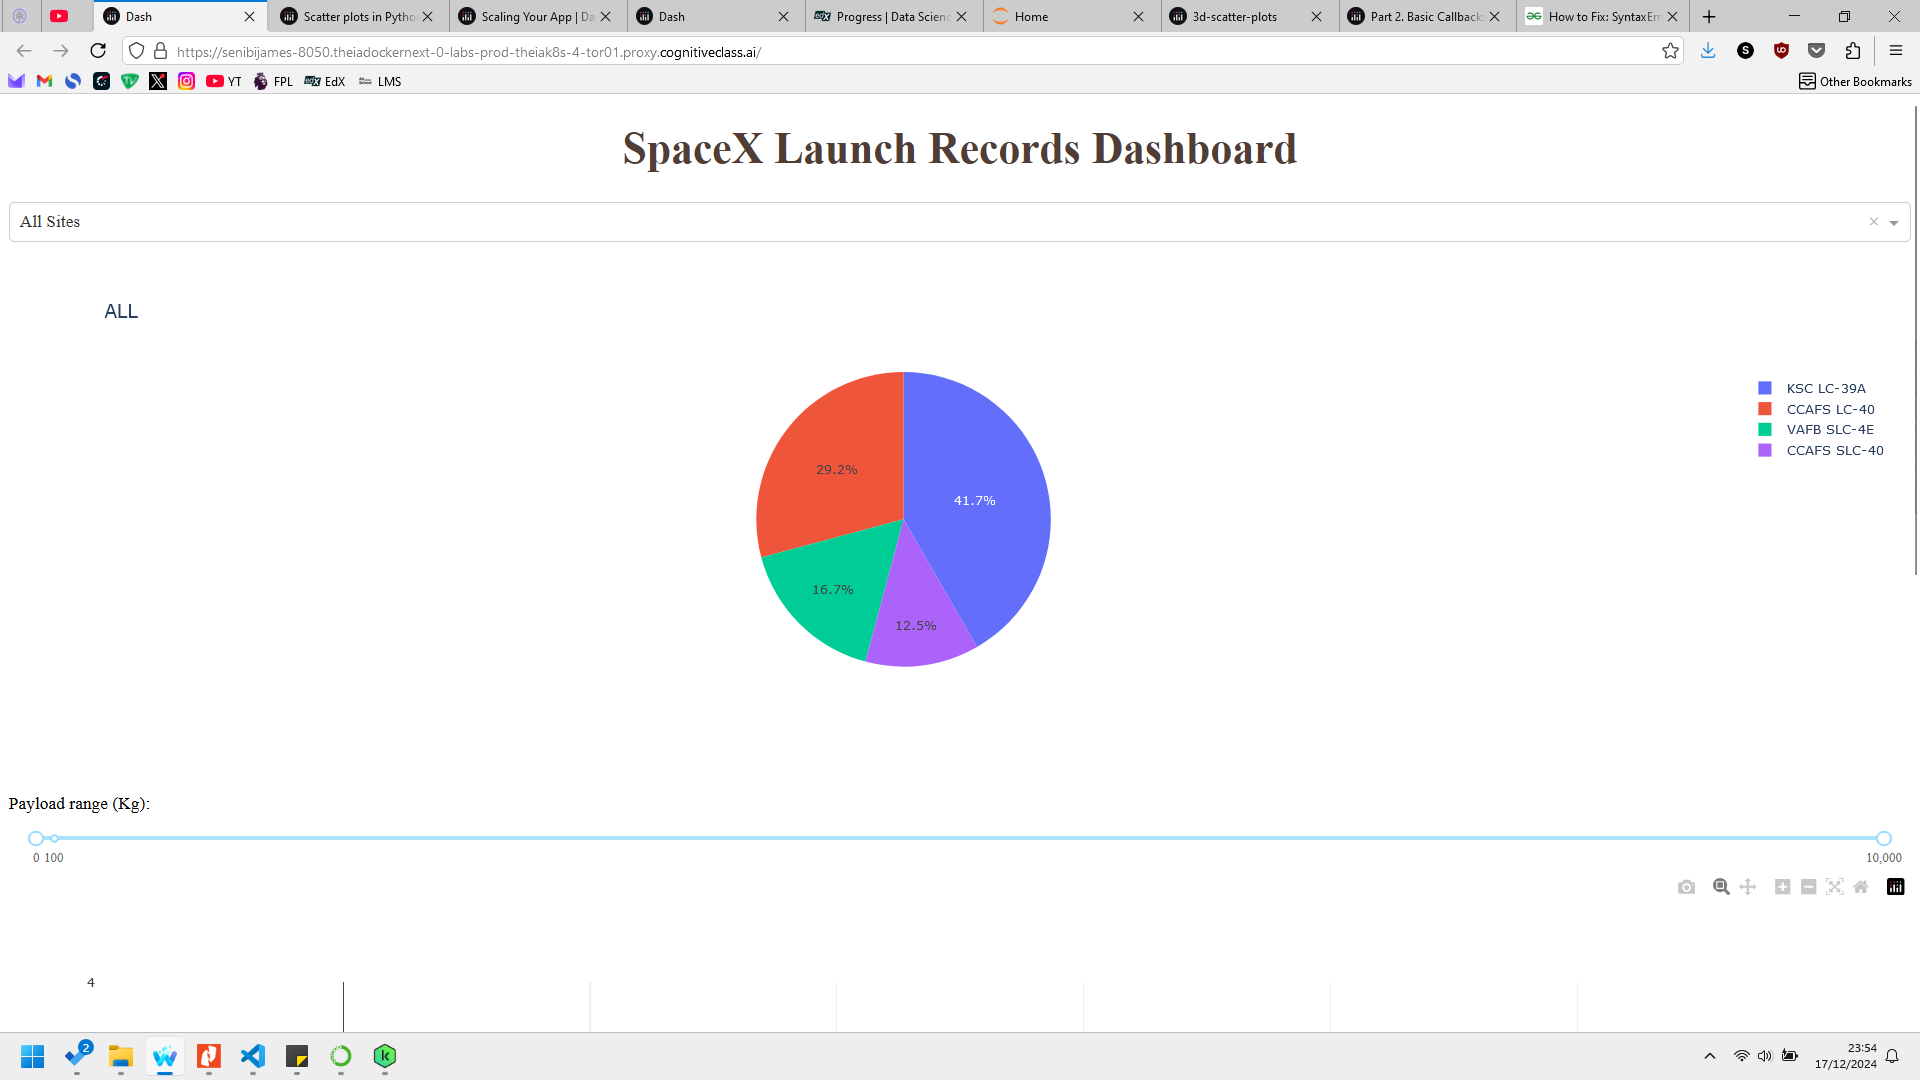 Dash
Scatter plots in Pytho
Scaling Your App | Da
Dash
Progress | Data Scienc
Home
3d-scatter-plots
Part 2. Basic Callbacks
How to Fix: SyntaxErr
https://senibijames-8050.theiadockernext-0-labs-prod-theiak8s-4-tor01.proxy.cognitiveclass.ai/
YT
FPL
EdX
LMS
Other Bookmarks
SpaceX Launch Records Dashboard
All Sites
ALL
KSC LC-39A
CCAFS LC-40
VAFB SLC-4E
CCAFS SLC-40
29.2%
41.7%
16.7%
12.5%
Payload range (Kg):
0 100
10,000
4
2
23:54
17/12/2024